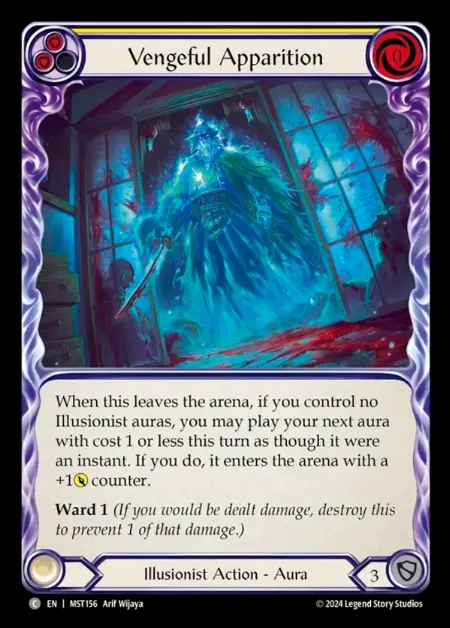 Vengeful Apparition
0
When this leaves the arena, if you control no
Illusionist auras, you may play your next aura
with cost 1 or less this turn as though it were
an instant. If you do, it enters the arena with a
+1 counter.
Ward 1 (If you would be dealt damage, destroy this
to prevent 1 of that damage.)
Illusionist Action - Aura
3
C EN | MST156 Arif Wijaya
© 2024 Legend Story Studios